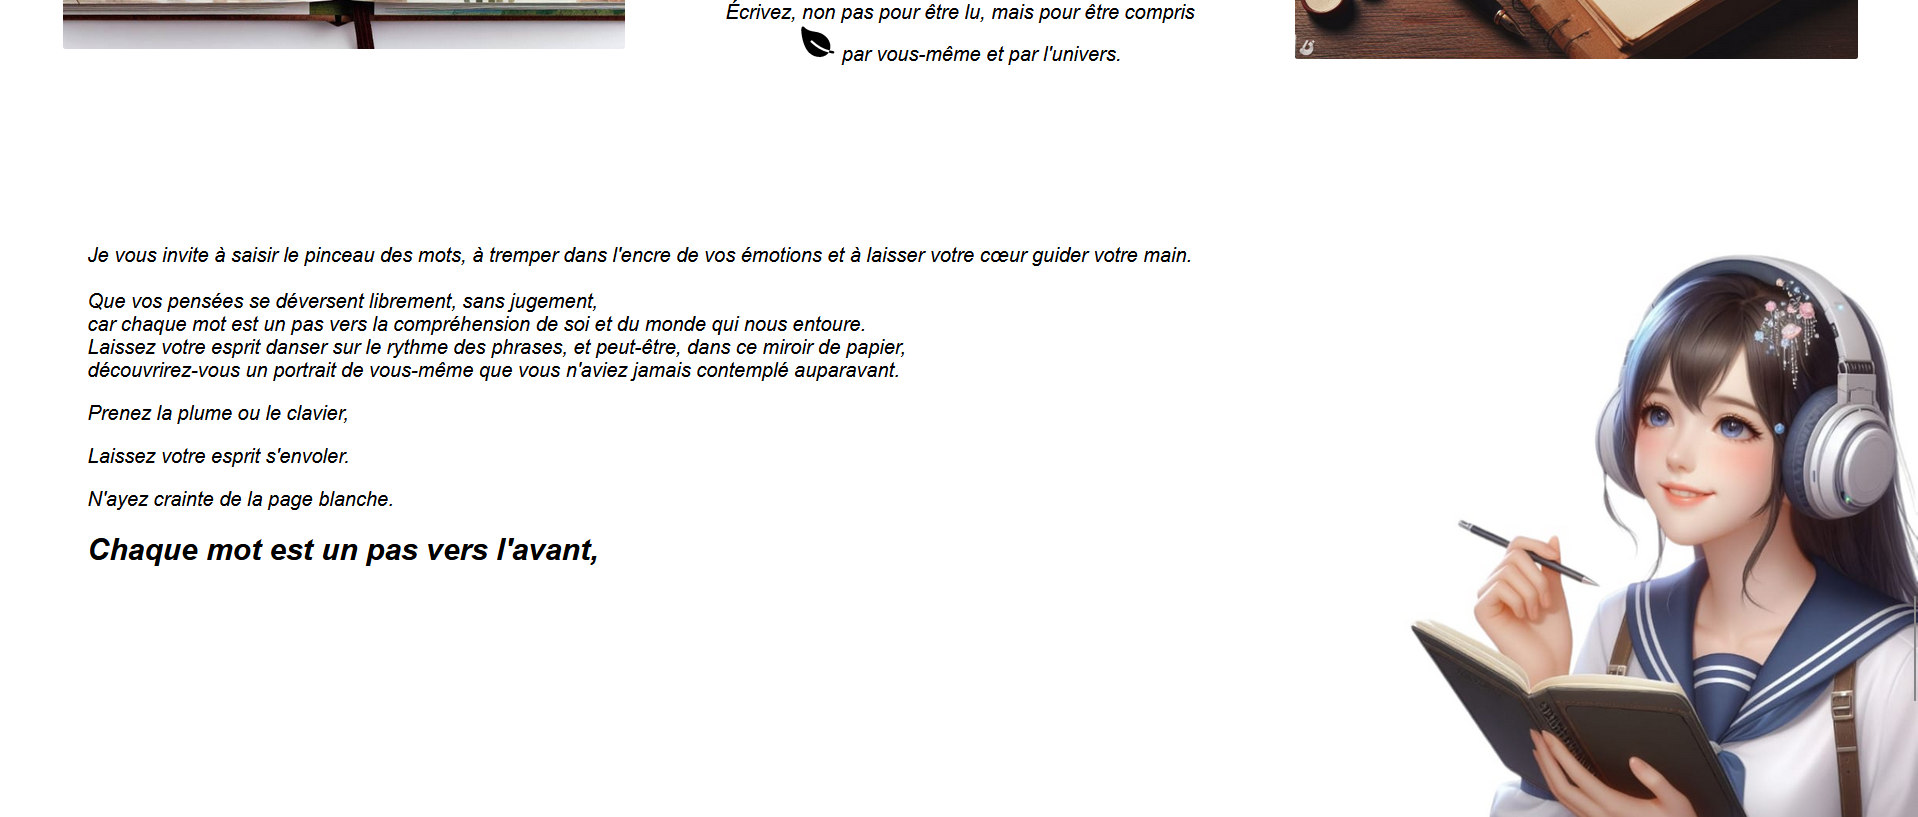 Écrivez, non pas pour être lu, mais pour être compris
par vous-même et par l'univers.
Je vous invite à saisir le pinceau des mots, à tremper dans l'encre de vos émotions et à laisser votre cœur guider votre main.
Que vos pensées se déversent librement, sans jugement,
car chaque mot est un pas vers la compréhension de soi et du monde qui nous entoure.
Laissez votre esprit danser sur le rythme des phrases, et peut-être, dans ce miroir de papier,
découvrirez-vous un portrait de vous-même que vous n'aviez jamais contemplé auparavant.
Prenez la plume ou le clavier,
Laissez votre esprit s'envoler.
N'ayez crainte de la page blanche.
Chaque mot est un pas vers l'avant,